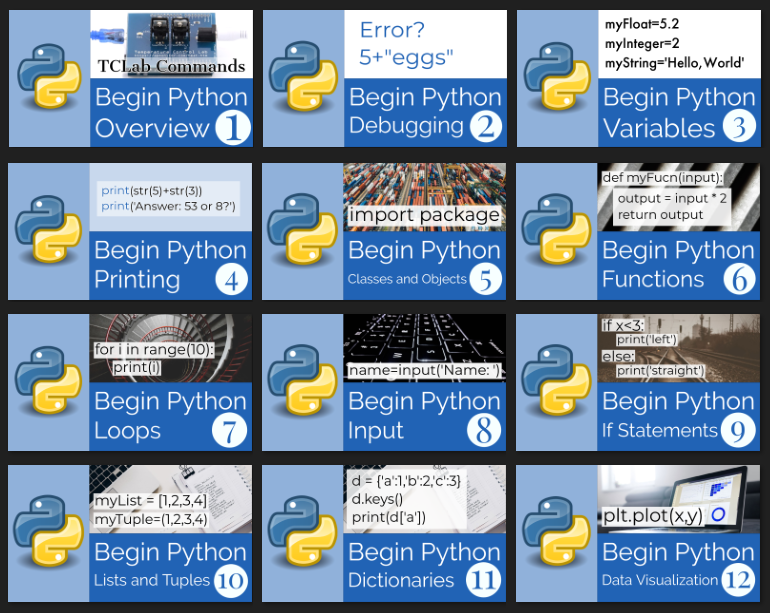 TCLab Commands
Begin Python
Overview 1
Error?
5+"eggs"
Begin Python
Debugging 2
myFloat=5.2
myInteger=2
myString='Hello,World'
Begin Python
Variables 3
print(str(5)+str(3))
print('Answer: 53 or 8?')
Begin Python
Printing 4
import package
Begin Python
Classes and Objects 5
def myFucn(input):
output = input * 2
return output
Begin Python
Functions 6
for i in range(10):
print(i)
Begin Python
Loops 7
name=input('Name: ')
Begin Python
Input 8
if x<3:
print('left')
else:
print('straight')
Begin Python
If Statements 9
myList = [1,2,3,4]
myTuple=(1,2,3,4)
Begin Python
Lists and Tuples 10
d = {'a':1,'b':2,'c':3}
d.keys()
print(d['a'])
Begin Python
Dictionaries 11
plt.plot(x,y)
Begin Python
Data Visualization 12